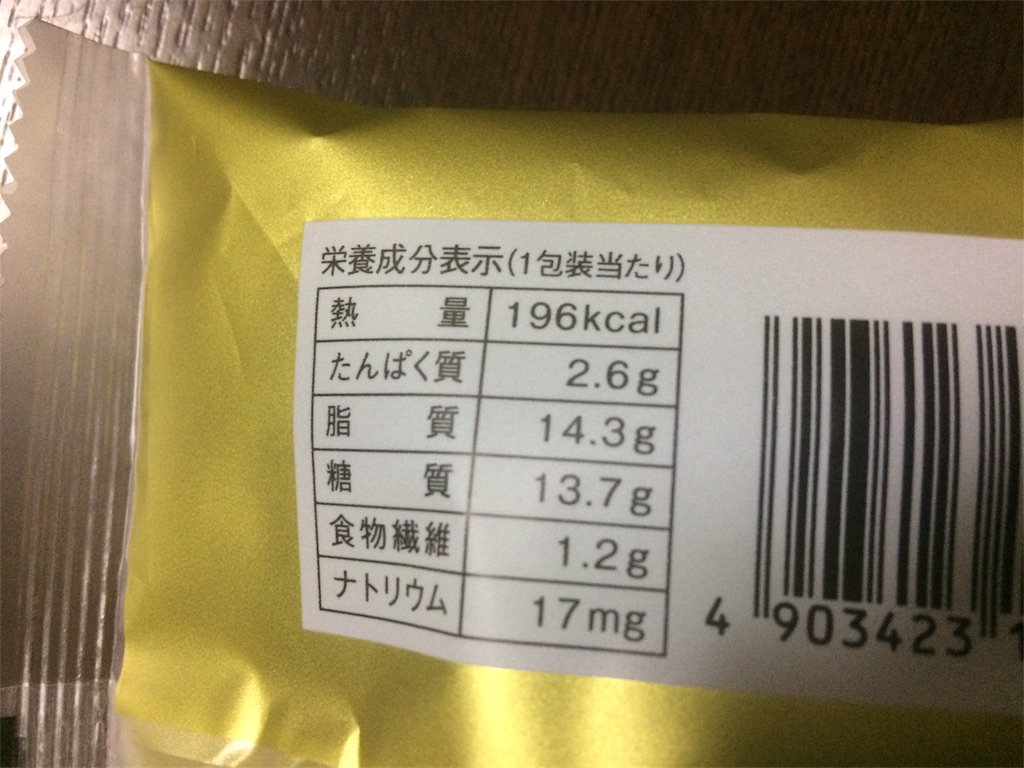 栄養成分表示(1包装当たり)
熱量 196kcal
たんぱく質 2.6g
脂質 14.3g
糖質 13.7g
食物繊維 1.2g
ナトリウム 17mg
4 903423 1